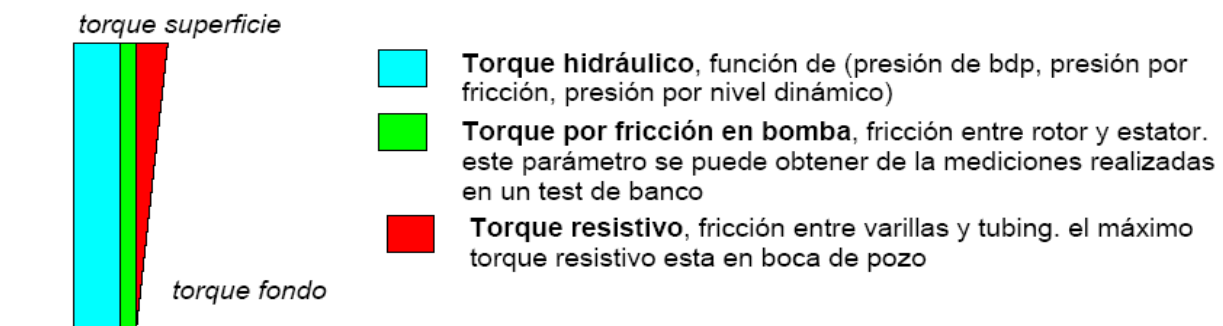 torque superficie
Torque hidráulico, función de (presión de bdp, presión por
fricción, presión por nivel dinámico)
Torque por fricción en bomba, fricción entre rotor y estator.
este parámetro se puede obtener de la mediciones realizadas
en un test de banco
Torque resistivo, fricción entre varillas y tubing. el máximo
torque resistivo esta en boca de pozo
torque fondo